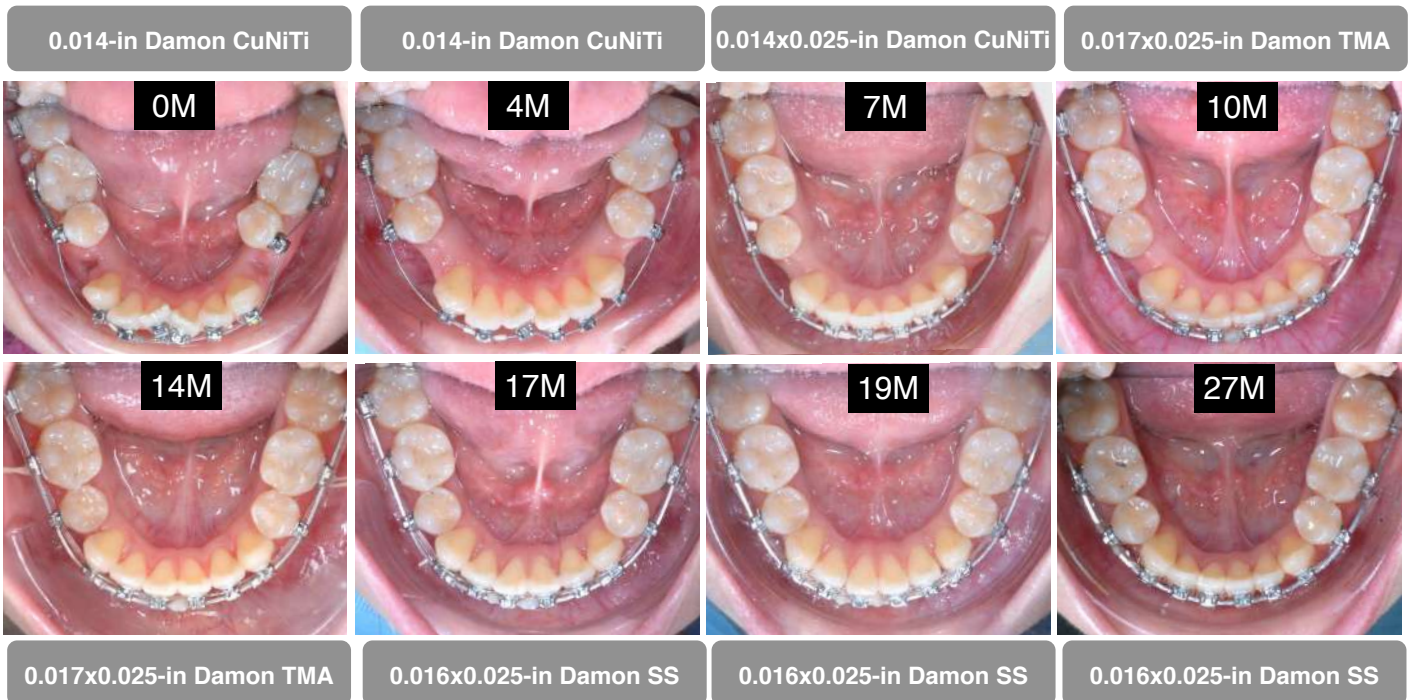 0.014-in Damon CuNiTi
0.014-in Damon CuNiTi
0.014x0.025-in Damon CuNiTi
0.017x0.025-in Damon TMA
0M
4M
7M
10M
14M
17M
19M
27M
0.017x0.025-in Damon TMA
0.016x0.025-in Damon SS
0.016x0.025-in Damon SS
0.016x0.025-in Damon SS